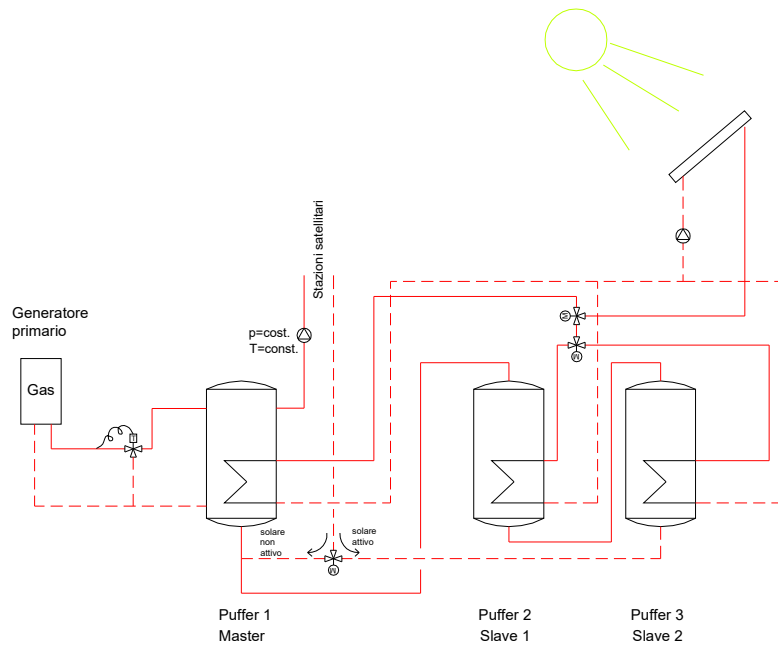 Stazioni satellitari
Generatore
primario
p=cost.
T=const.
M
M
Gas
T
solare
non
attivo
solare
attivo
M
Puffer 1
Master
Puffer 2
Slave 1
Puffer 3
Slave 2